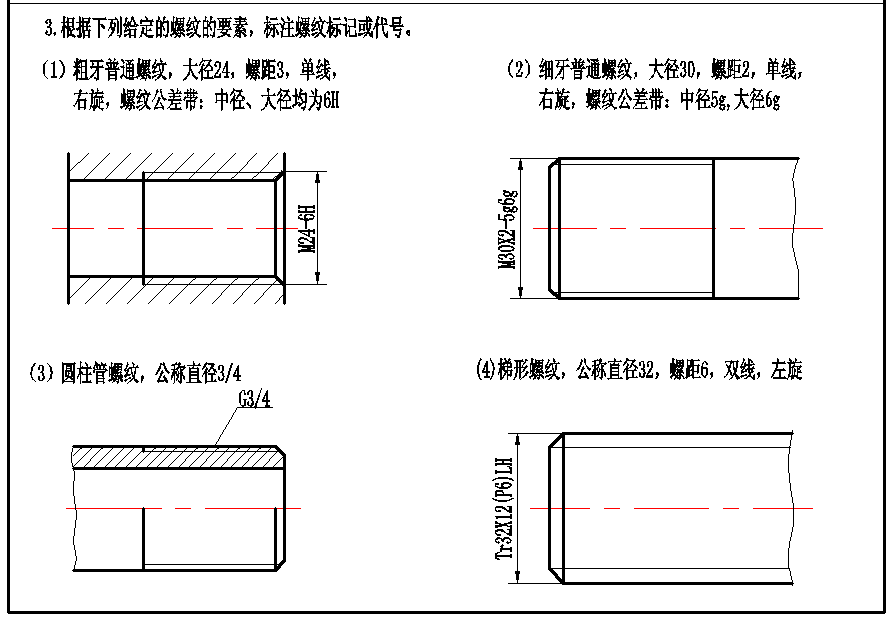 3.根据下列给定的螺纹的要素，标注螺纹标记或代号。
(1) 粗牙普通螺纹，大径24，螺距3，单线，
右旋，螺纹公差带：中径、大径均为6H
(2) 细牙普通螺纹，大径30，螺距2，单线，
右旋，螺纹公差带：中径5g,大径6g
M24-6H
M30X2-5g6g
(3) 圆柱管螺纹，公称直径3/4
G3/4
(4)梯形螺纹，公称直径32，螺距6，双线，左旋
Tr32X12(P6)LH